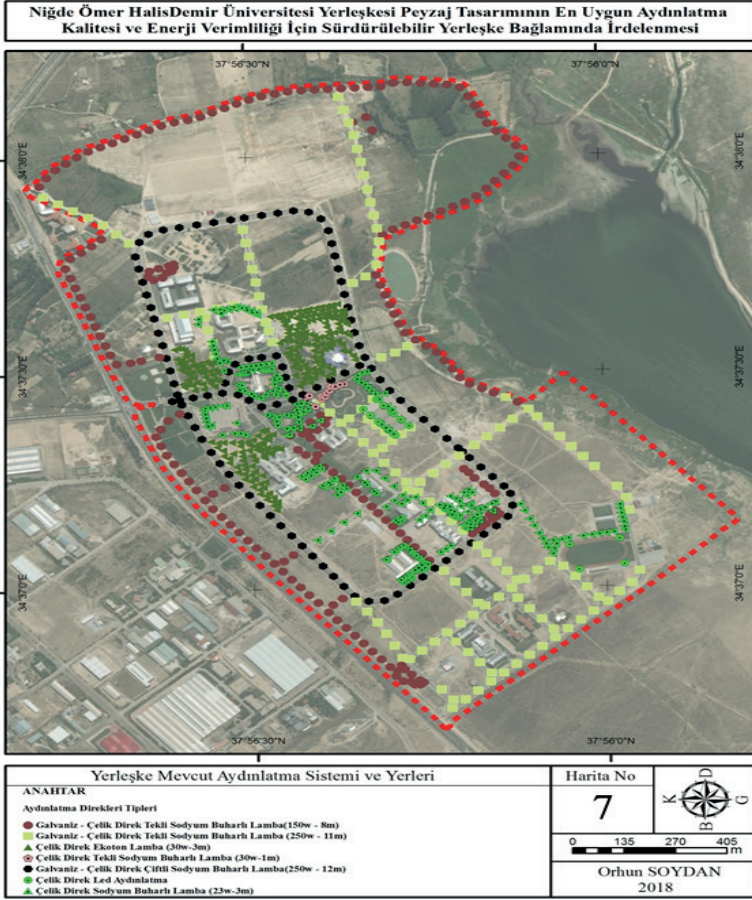 Niğde Ömer HalisDemir Üniversitesi Yerleşkesi Peyzaj Tasarımının En Uygun Aydınlatma
Kalitesi ve Enerji Verimliliği İçin Sürdürülebilir Yerleşke Bağlamında İrdelenmesi
37°56'30"N 37°56'0"N
34°38'0"E 34°38'0"E
34°37'30"E 34°37'30"E
34°37'0"E 34°37'0"E
37°56'30"N 37°56'0"N
Yerleşke Mevcut Aydınlatma Sistemi ve Yerleri
ANAHTAR
Aydınlatma Direkleri Tipleri
Galvaniz - Çelik Direk Tekli Sodyum Buharlı Lamba(150w - 8m)
Galvaniz - Çelik Direk Tekli Sodyum Buharlı Lamba (250w - 11m)
Çelik Direk Ekoton Lamba (30w-3m)
Çelik Direk Tekli Sodyum Buharlı Lamba (30w-1m)
Galvaniz - Çelik Direk Çiftli Sodyum Buharlı Lamba(250w - 12m)
Çelik Direk Led Aydınlatma
Çelik Direk Sodyum Buharlı Lamba (23w-3m)
Harita No
7
K D B G
0 135 270 405
m
Orhun SOYDAN
2018